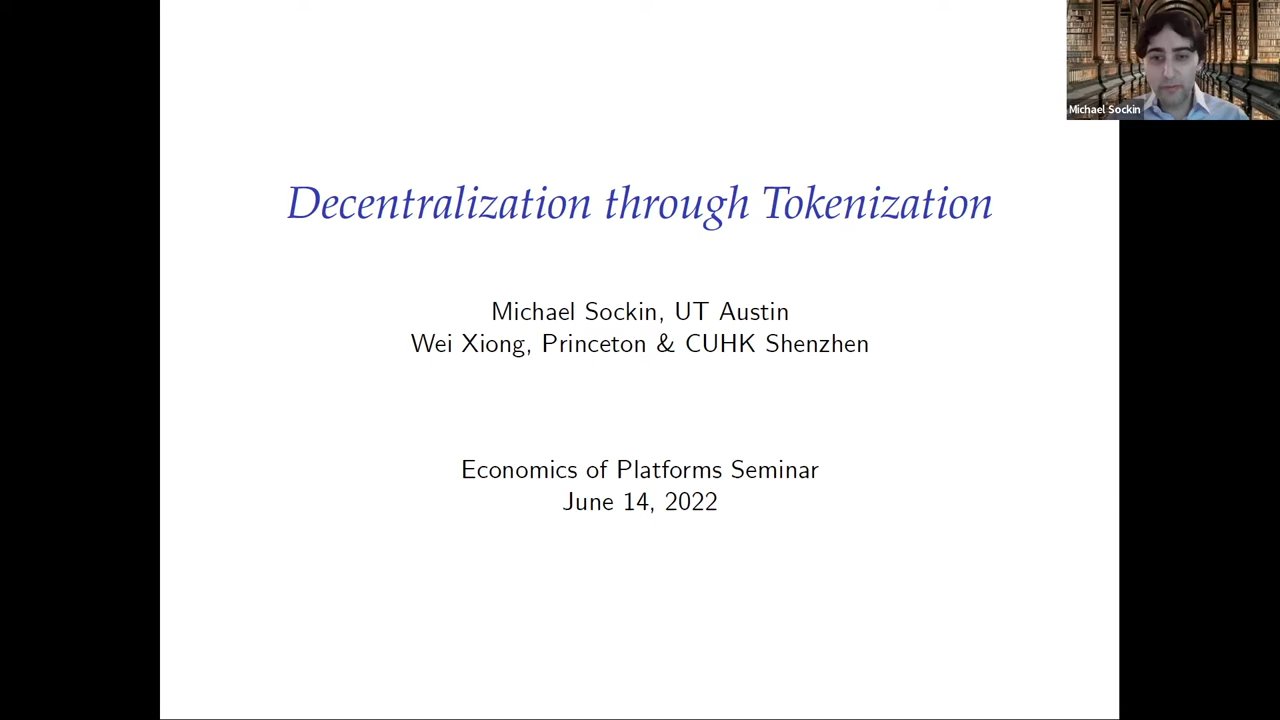 Michael Sockin
Decentralization through Tokenization
Michael Sockin, UT Austin
Wei Xiong, Princeton & CUHK Shenzhen
Economics of Platforms Seminar
June 14, 2022